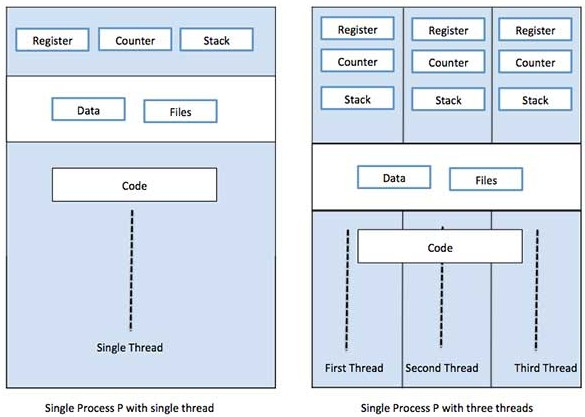 Register Counter Stack
Data Files
Code
Single Thread
Single Process P with single thread
Register Register Register
Counter Counter Counter
Stack Stack Stack
Data Files
Code
First Thread Second Thread Third Thread
Single Process P with three threads